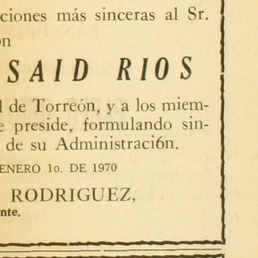 ciones más sinceras al Sr.
ón
SAID RIOS
l de Torreón, y a los miem-
e preside, formulando sin-
de su Administración.
ENERO 1o. DE 1970
RODRIGUEZ,
nte.